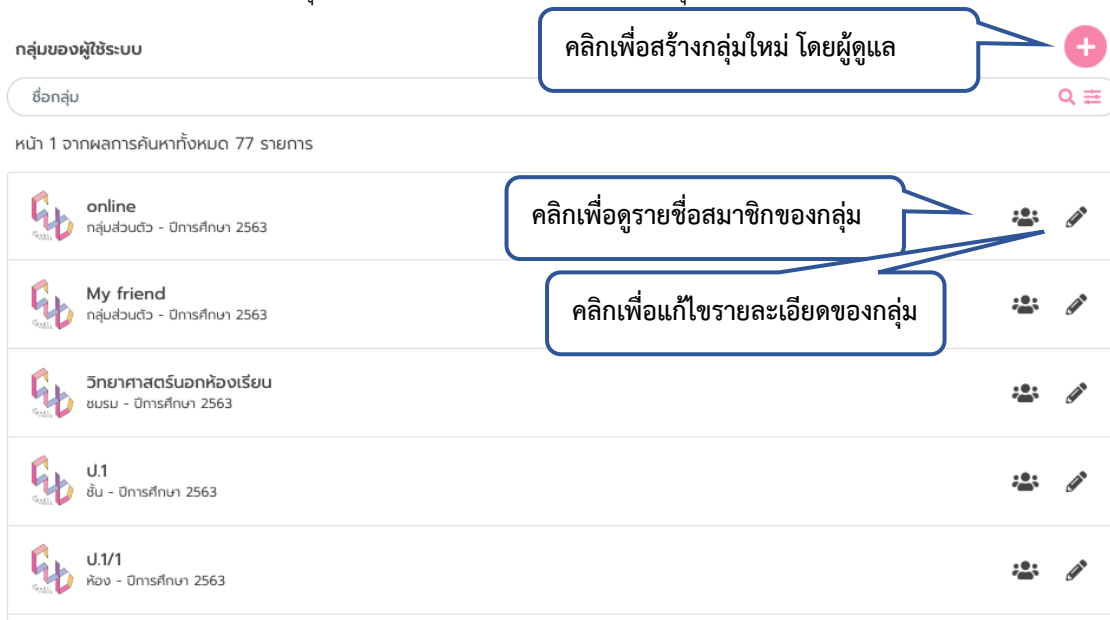 คลิกเพื่อสร้างกลุ่มใหม่ โดยผู้ดูแล
กลุ่มของผู้ใช้ระบบ
ชื่อกลุ่ม
หน้า 1 จากผลการค้นหาทั้งหมด 77 รายการ
online
กลุ่มส่วนตัว - ปีการศึกษา 2563
คลิกเพื่อดูรายชื่อสมาชิกของกลุ่ม
My friend
กลุ่มส่วนตัว - ปีการศึกษา 2563
คลิกเพื่อแก้ไขรายละเอียดของกลุ่ม
วิทยาศาสตร์นอกห้องเรียน
ชมรม - ปีการศึกษา 2563
ป.1
ชั้น - ปีการศึกษา 2563
ป.1/1
ห้อง - ปีการศึกษา 2563